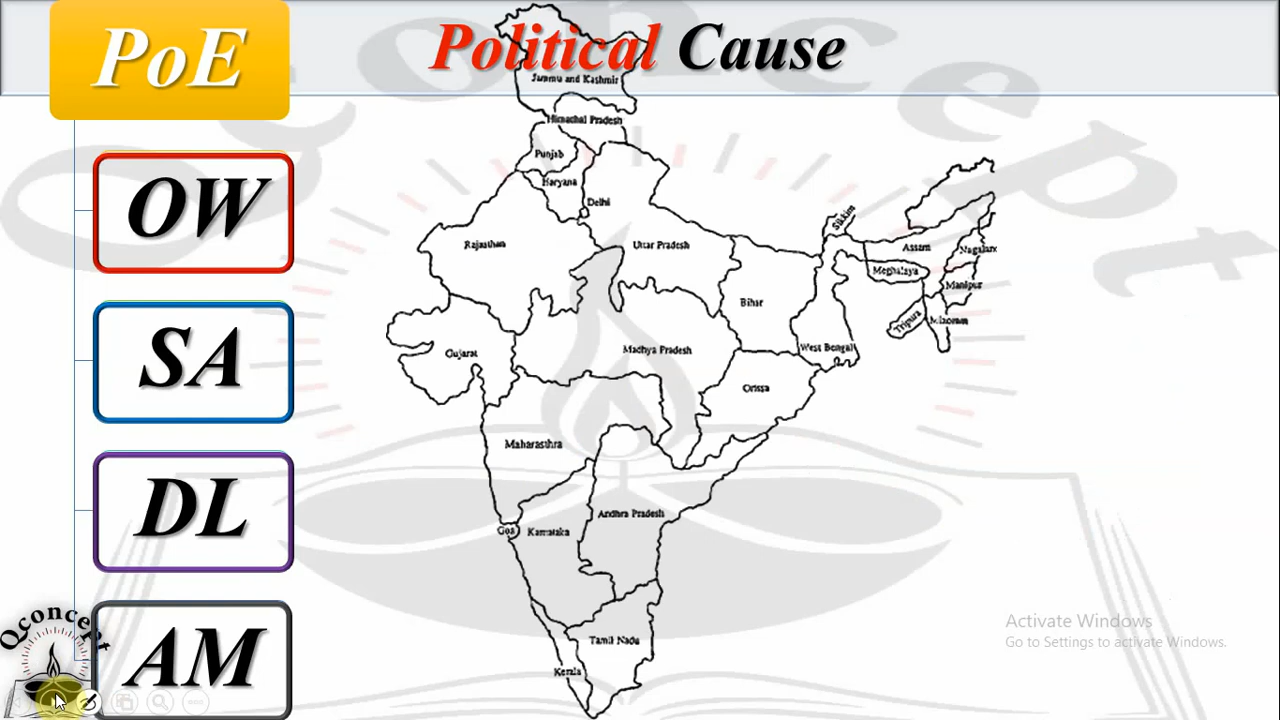 PoE
Political Cause
OW
SA
DL
AM
Jammu and Kashmir
Himachal Pradesh
Punjab
Haryana
Delhi
Rajasthan
Uttar Pradesh
Sikkim
Assam
Nagaland
Meghalaya
Manipur
Bihar
Tripura
Mizoram
West Bengal
Gujarat
Madhya Pradesh
Orissa
Maharasthra
Andhra Pradesh
Goa
Karnataka
Tamil Nadu
Kerala
Qconcept
Qconcept
Activate Windows
Go to Settings to activate Windows.